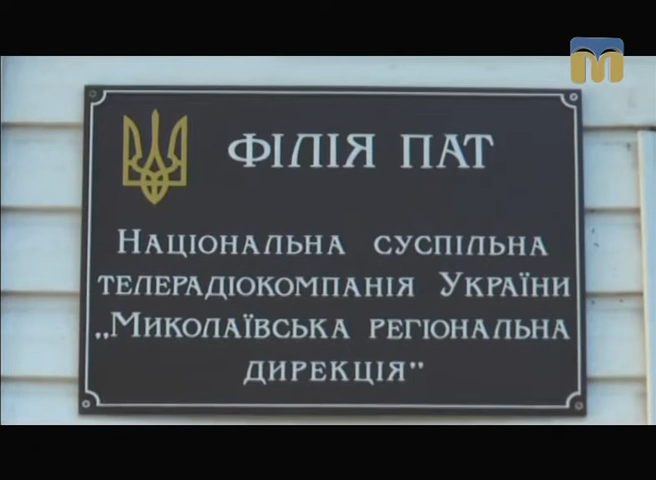 ФІЛІЯ ПАТ
НАЦІОНАЛЬНА СУСПІЛЬНА
ТЕЛЕРАДІОКОМПАНІЯ УКРАЇНИ
„МИКОЛАЇВСЬКА РЕГІОНАЛЬНА
ДИРЕКЦІЯ"